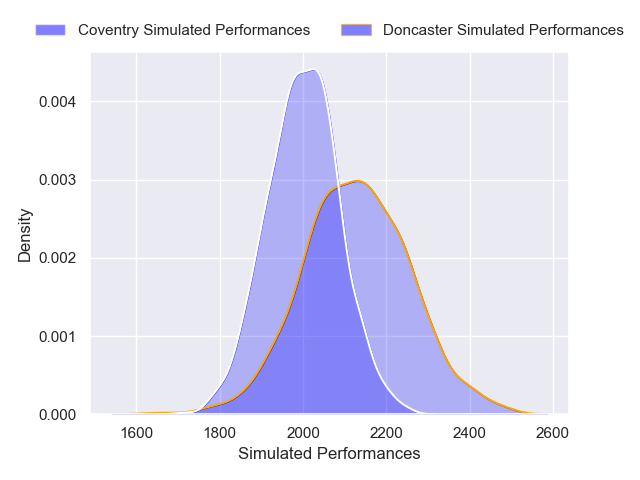 Coventry Simulated Performances Doncaster Simulated Performances
0.004
0.003
Density
0.002
0.001
0.000
1600 1800 2000 2200 2400 2600
Simulated Performances